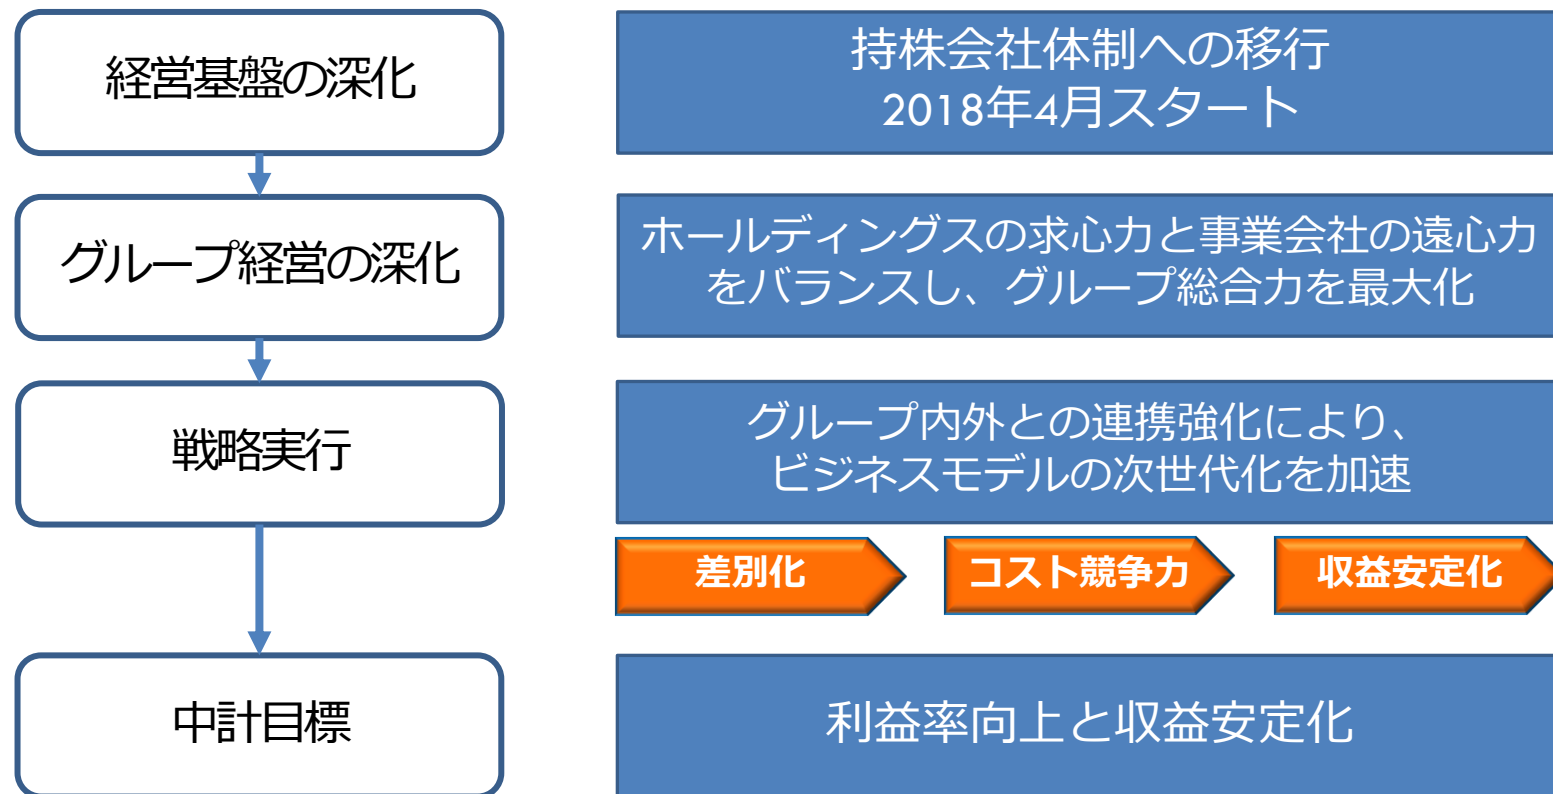 経営基盤の深化
持株会社体制への移行
2018年4月スタート
グループ経営の深化
ホールディングスの求心力と事業会社の遠心力
をバランスし、グループ総合力を最大化
戦略実行
グループ内外との連携強化により、
ビジネスモデルの次世代化を加速
差別化
コスト競争力
収益安定化
中計目標
利益率向上と収益安定化